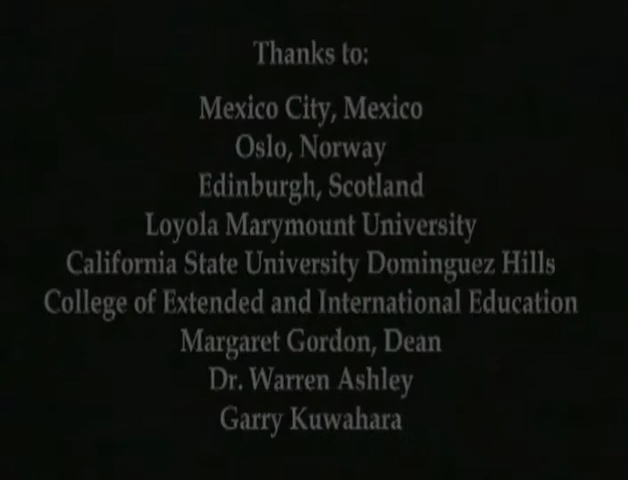 Thanks to:
Mexico City, Mexico
Oslo, Norway
Edinburgh, Scotland
Loyola Marymount University
California State University Dominguez Hills
College of Extended and International Education
Margaret Gordon, Dean
Dr. Warren Ashley
Garry Kuwahara